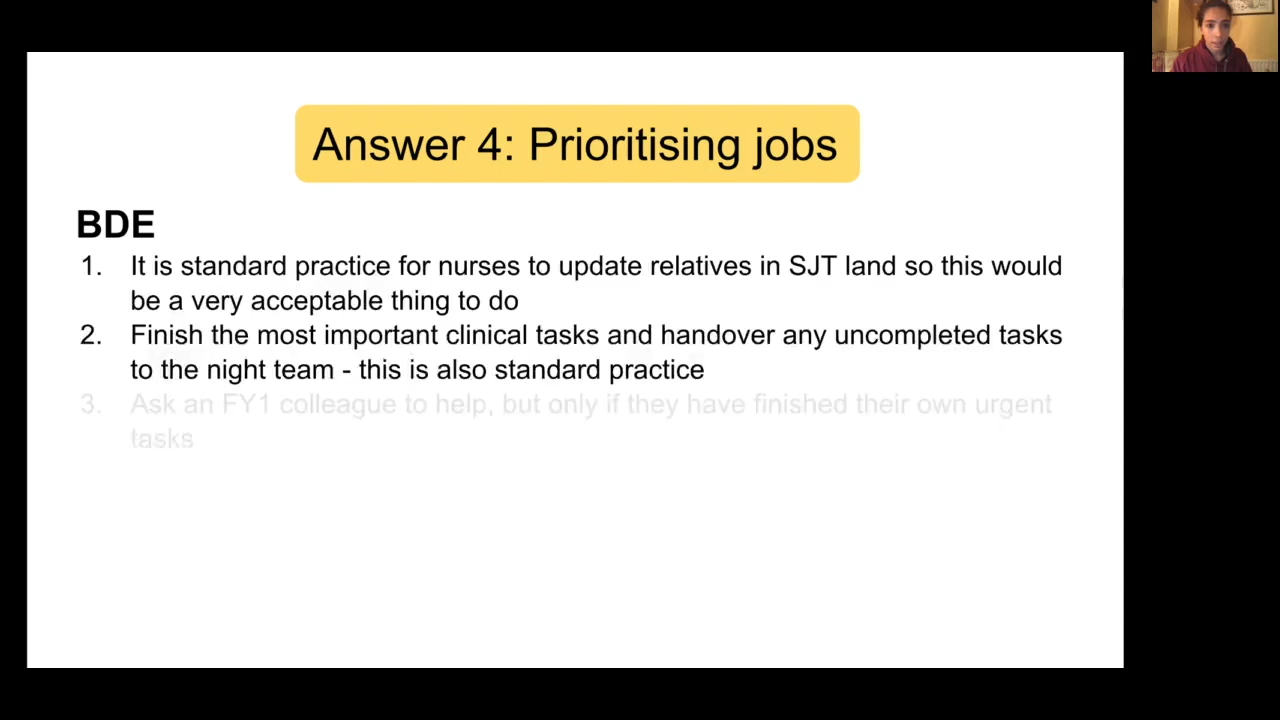 Answer 4: Prioritising jobs
BDE
1. It is standard practice for nurses to update relatives in SJT land so this would
be a very acceptable thing to do
2. Finish the most important clinical tasks and handover any uncompleted tasks
to the night team - this is also standard practice
3. Ask an FY1 colleague to help, but only if they have finished their own urgent
tasks